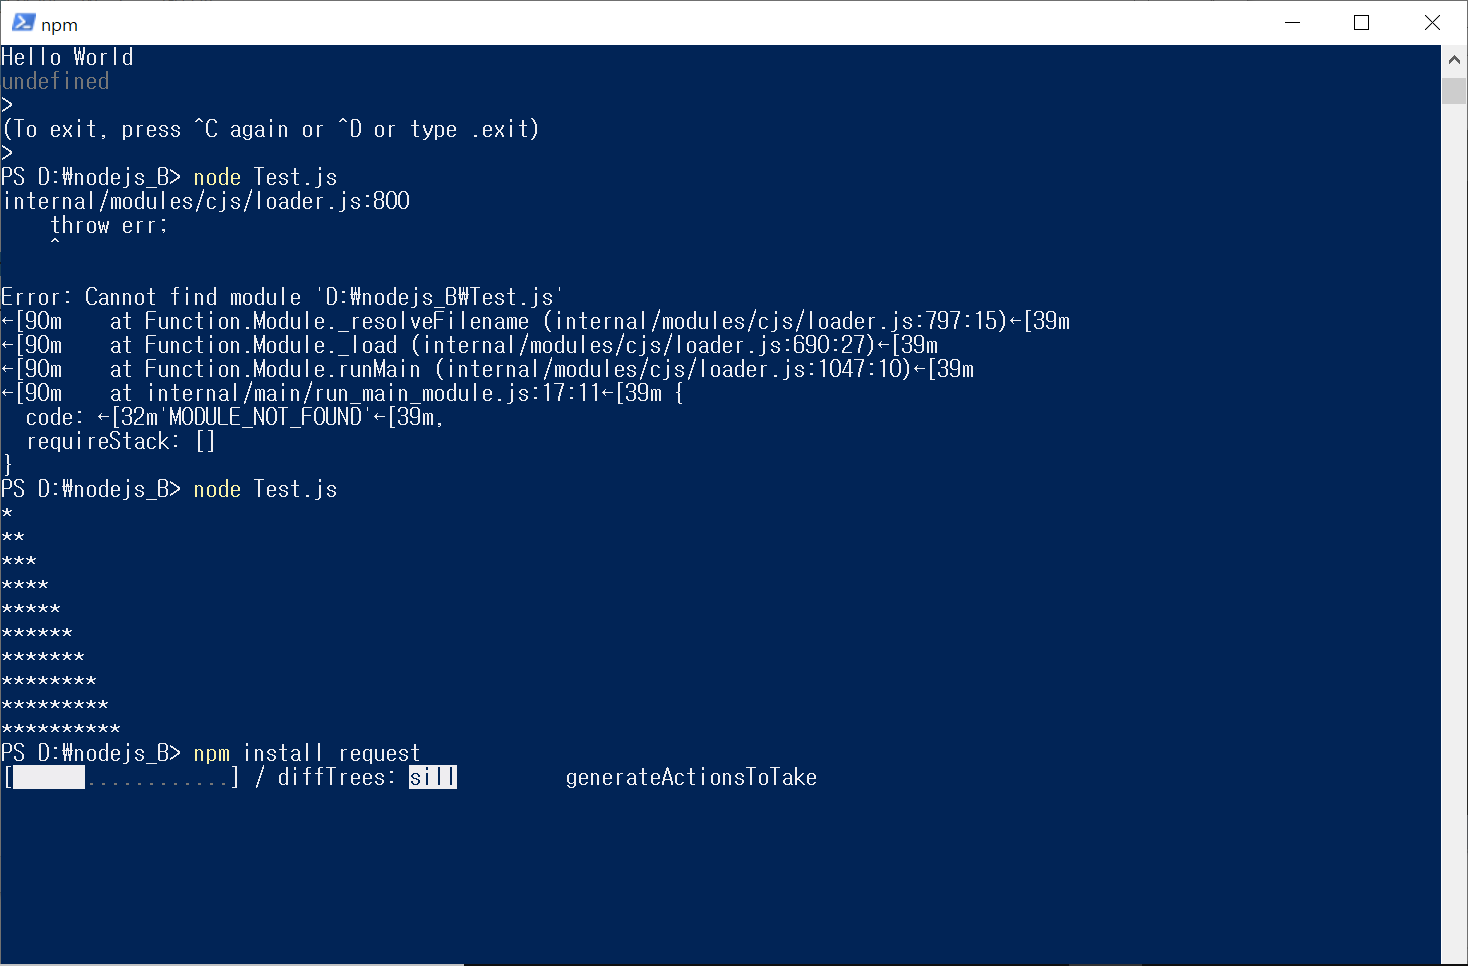 npm
Hello World
undefined
>
(To exit, press ^C again or ^D or type .exit)
>
PS D:₩nodejs_B> node Test.js
internal/modules/cjs/loader.js:800
    throw err;
    ^
Error: Cannot find module 'D:₩nodejs_B₩Test.js'
←[90m    at Function.Module._resolveFilename (internal/modules/cjs/loader.js:797:15)←[39m
←[90m    at Function.Module._load (internal/modules/cjs/loader.js:690:27)←[39m
←[90m    at Function.Module.runMain (internal/modules/cjs/loader.js:1047:10)←[39m
←[90m    at internal/main/run_main_module.js:17:11←[39m {
  code: ←[32m'MODULE_NOT_FOUND'←[39m,
  requireStack: []
}
PS D:₩nodejs_B> node Test.js
*
**
***
****
*****
******
*******
********
*********
**********
PS D:₩nodejs_B> npm install request
[      ............] / diffTrees: sill         generateActionsToTake